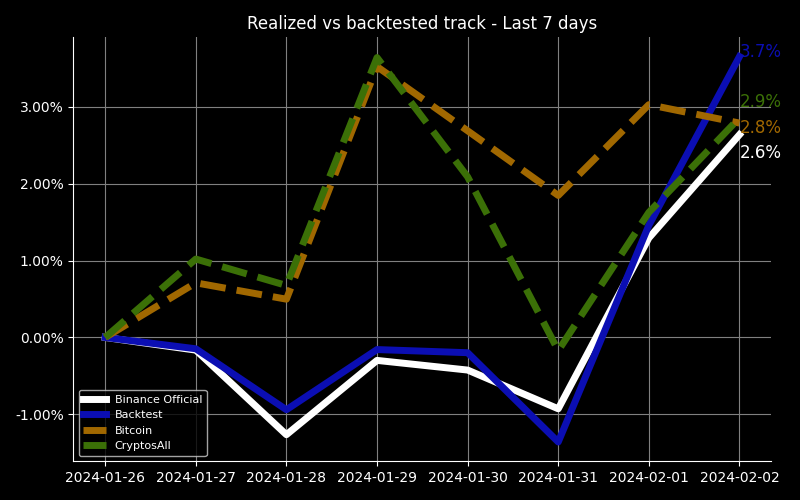 Realized vs backtested track - Last 7 days
3.7%
3.00%
2.9%
2.8%
2.6%
2.00%
1.00%
0.00%
-1.00%
Binance Official
Backtest
Bitcoin
CryptosAll
2024-01-26 2024-01-27 2024-01-28 2024-01-29 2024-01-30 2024-01-31 2024-02-01 2024-02-02